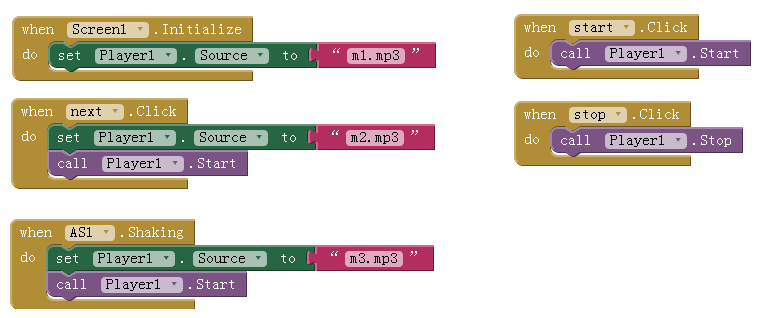 when Screen1 .Initialize
do set Player1 . Source to " m1.mp3 "
when next .Click
do set Player1 . Source to " m2.mp3 "
call Player1 .Start
when AS1 .Shaking
do set Player1 . Source to " m3.mp3 "
call Player1 .Start
when start .Click
do call Player1 .Start
when stop .Click
do call Player1 .Stop